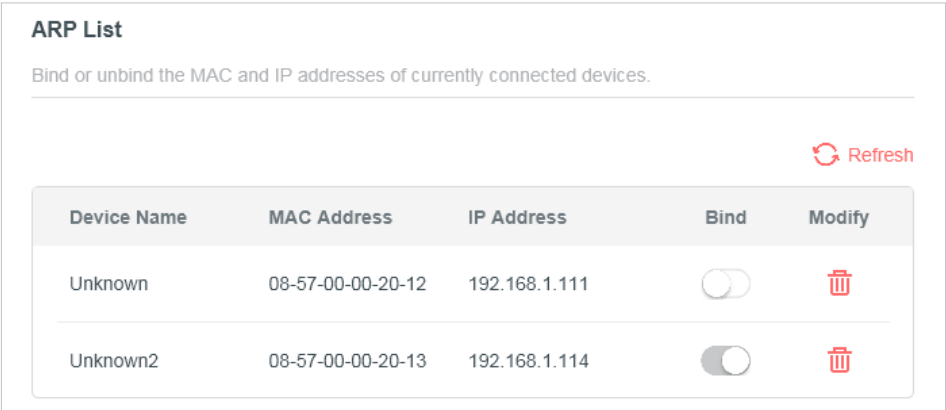 ARP List
Bind or unbind the MAC and IP addresses of currently connected devices.
Refresh
Device Name MAC Address IP Address Bind Modify
Unknown 08-57-00-00-20-12 192.168.1.111
Unknown2 08-57-00-00-20-13 192.168.1.114